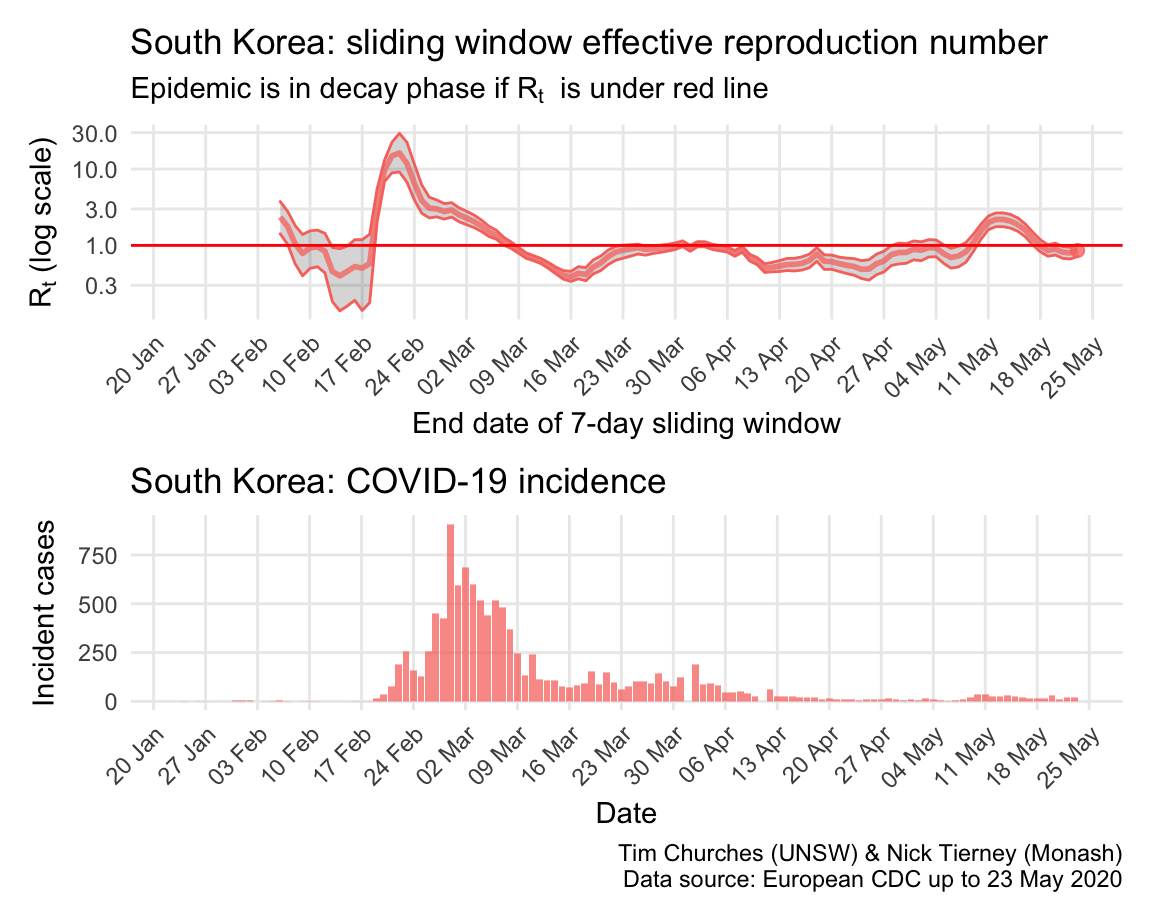 South Korea: sliding window effective reproduction number
Epidemic is in decay phase if Rt is under red line
Rt (log scale)
30.0
10.0
3.0
1.0
0.3
20 Jan
27 Jan
03 Feb
10 Feb
17 Feb
24 Feb
02 Mar
09 Mar
16 Mar
23 Mar
30 Mar
06 Apr
13 Apr
20 Apr
27 Apr
04 May
11 May
18 May
25 May
End date of 7-day sliding window
South Korea: COVID-19 incidence
Incident cases
750
500
250
0
20 Jan
27 Jan
03 Feb
10 Feb
17 Feb
24 Feb
02 Mar
09 Mar
16 Mar
23 Mar
30 Mar
06 Apr
13 Apr
20 Apr
27 Apr
04 May
11 May
18 May
25 May
Date
Tim Churches (UNSW) & Nick Tierney (Monash)
Data source: European CDC up to 23 May 2020